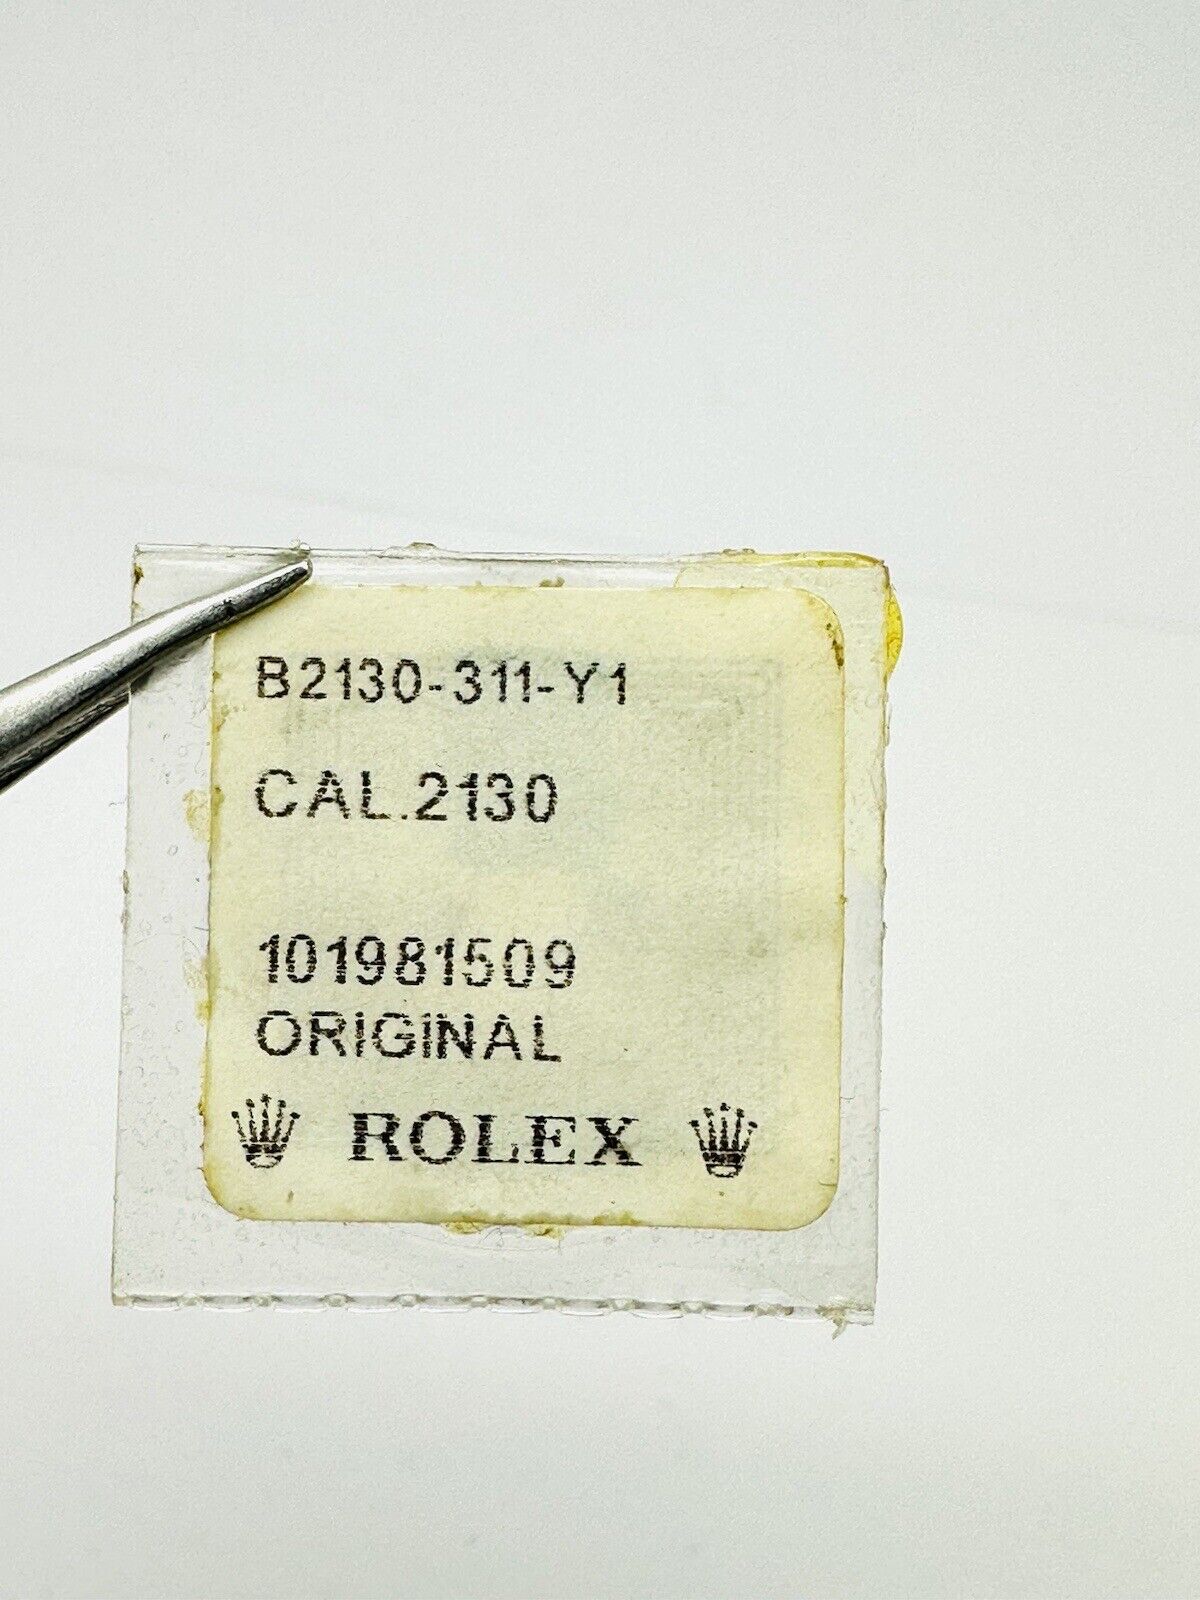 B2130-311-Y1
CAL.2130
101981509
ORIGINAL
ROLEX